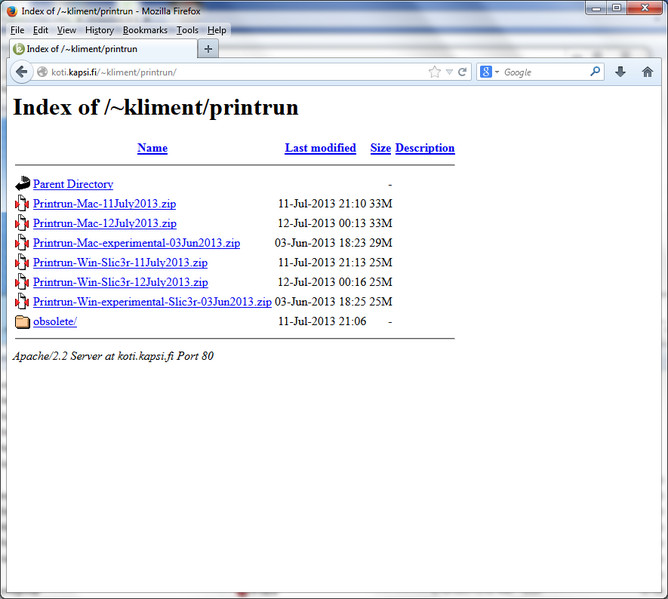 Index of /~kliment/printrun - Mozilla Firefox
File Edit View History Bookmarks Tools Help
Index of /~kliment/printrun
koti.kapsi.fi/~kliment/printrun/ Google
Index of /~kliment/printrun
Name Last modified Size Description
Parent Directory -
Printrun-Mac-11July2013.zip 11-Jul-2013 21:10 33M
Printrun-Mac-12July2013.zip 12-Jul-2013 00:13 33M
Printrun-Mac-experimental-03Jun2013.zip 03-Jun-2013 18:23 29M
Printrun-Win-Slic3r-11July2013.zip 11-Jul-2013 21:13 25M
Printrun-Win-Slic3r-12July2013.zip 12-Jul-2013 00:16 25M
Printrun-Win-experimental-Slic3r-03Jun2013.zip 03-Jun-2013 18:25 25M
obsolete/ 11-Jul-2013 21:06 -
Apache/2.2 Server at koti.kapsi.fi Port 80